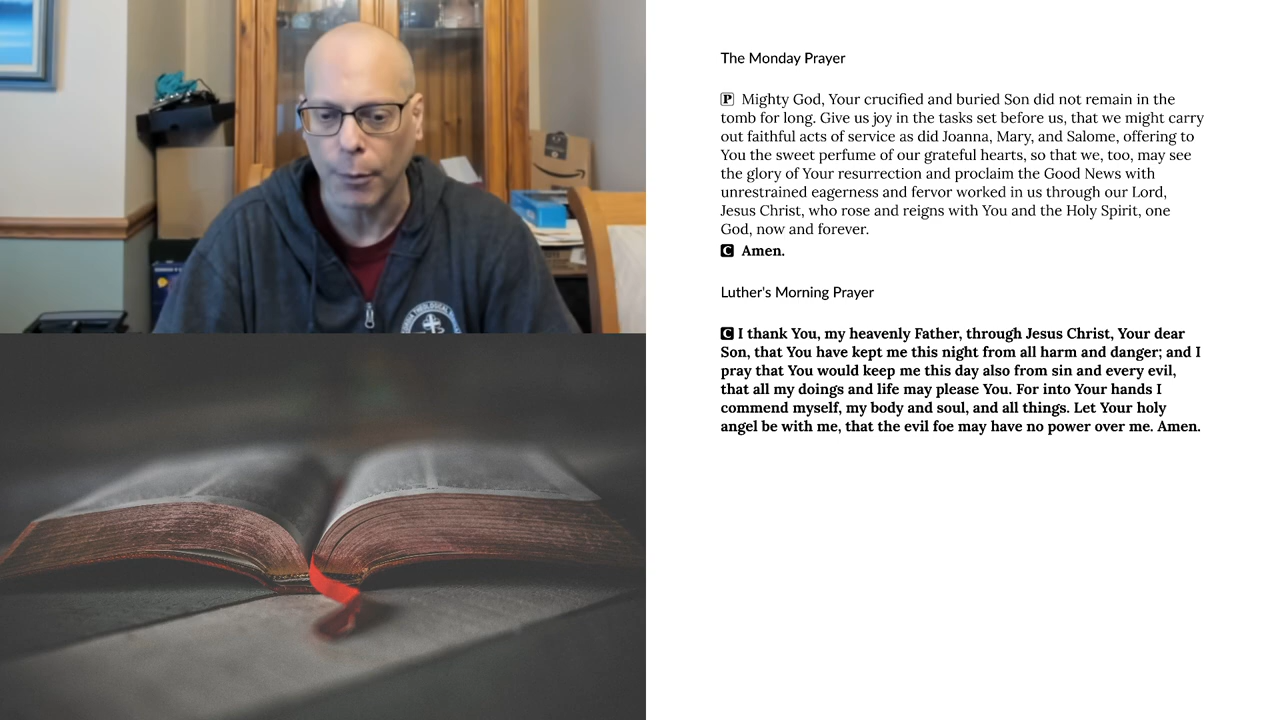 The Monday Prayer
P Mighty God, Your crucified and buried Son did not remain in the
tomb for long. Give us joy in the tasks set before us, that we might carry
out faithful acts of service as did Joanna, Mary, and Salome, offering to
You the sweet perfume of our grateful hearts, so that we, too, may see
the glory of Your resurrection and proclaim the Good News with
unrestrained eagerness and fervor worked in us through our Lord,
Jesus Christ, who rose and reigns with You and the Holy Spirit, one
God, now and forever.
C Amen.
Luther's Morning Prayer
C I thank You, my heavenly Father, through Jesus Christ, Your dear
Son, that You have kept me this night from all harm and danger; and I
pray that You would keep me this day also from sin and every evil,
that all my doings and life may please You. For into Your hands I
commend myself, my body and soul, and all things. Let Your holy
angel be with me, that the evil foe may have no power over me. Amen.
THEOLOGICAL